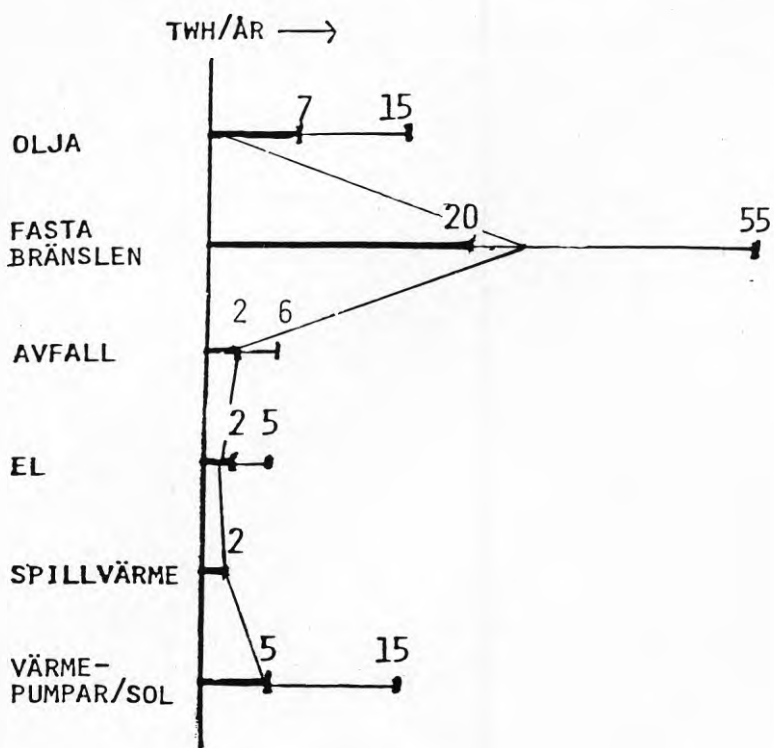 TWH/ÅR
7 15
OLJA
20 55
FASTA
BRÄNSLEN
2 6
AVFALL
2 5
EL
2
SPILLVÄRME
5 15
VÄRME-
PUMPAR/SOL